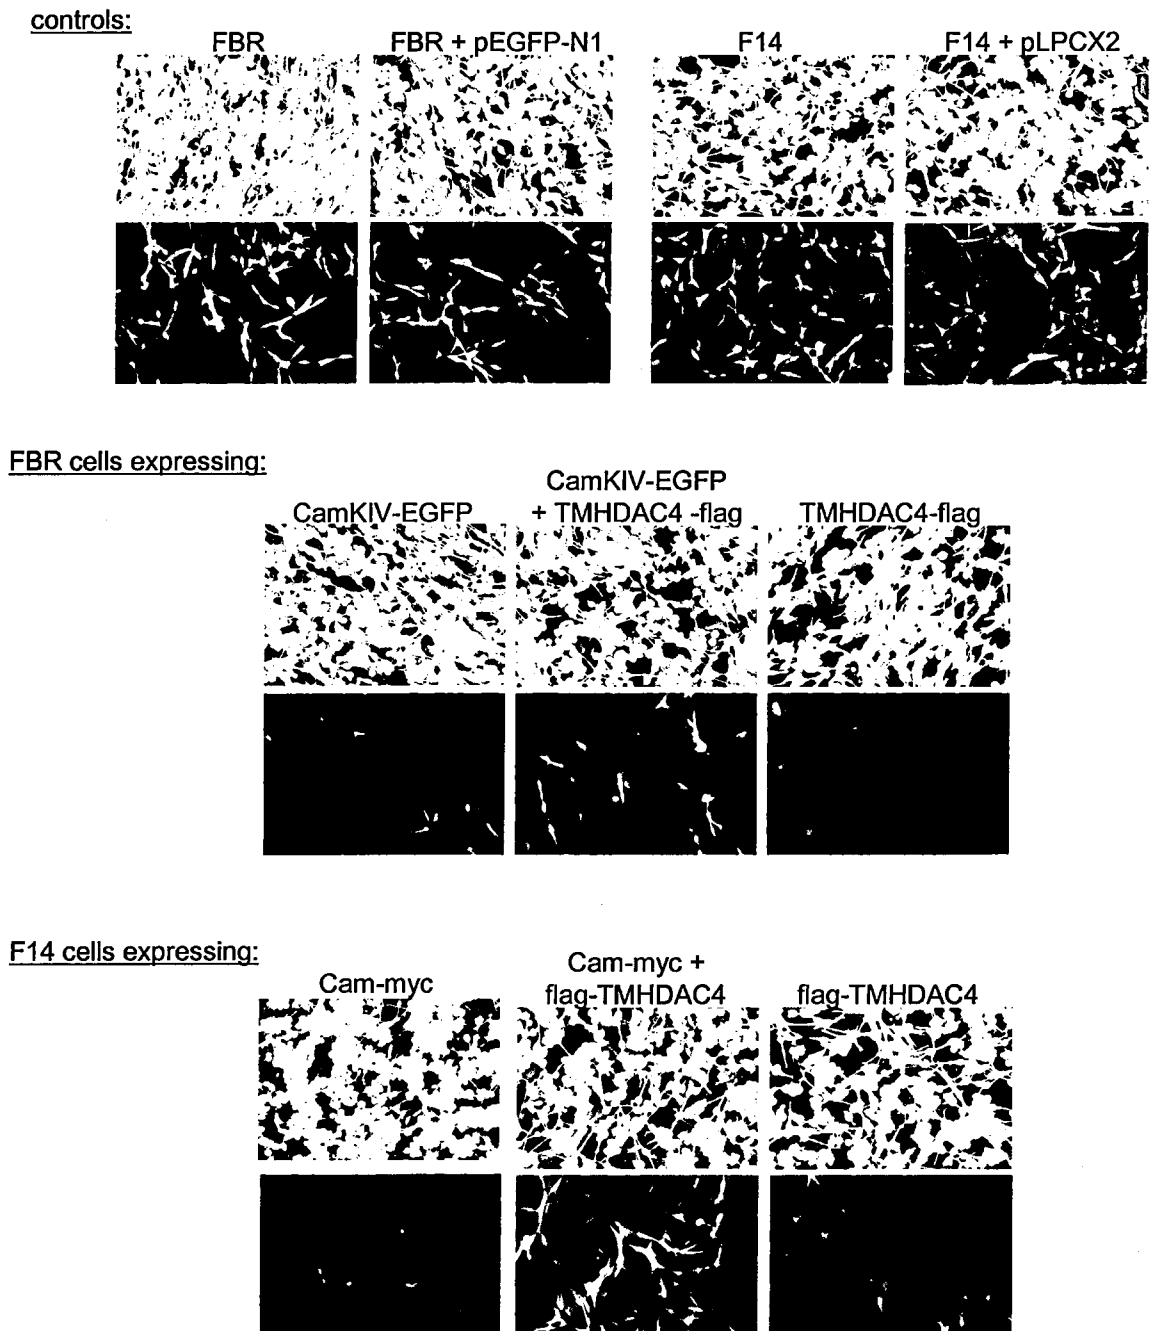 controls:
FBR
FBR + pEGFP-N1
F14
F14 + pLPCX2
FBR cells expressing:
CamKIV-EGFP
CamKIV-EGFP
+ TMHDAC4 -flag
TMHDAC4-flag
F14 cells expressing:
Cam-myc
Cam-myc +
flag-TMHDAC4
flag-TMHDAC4